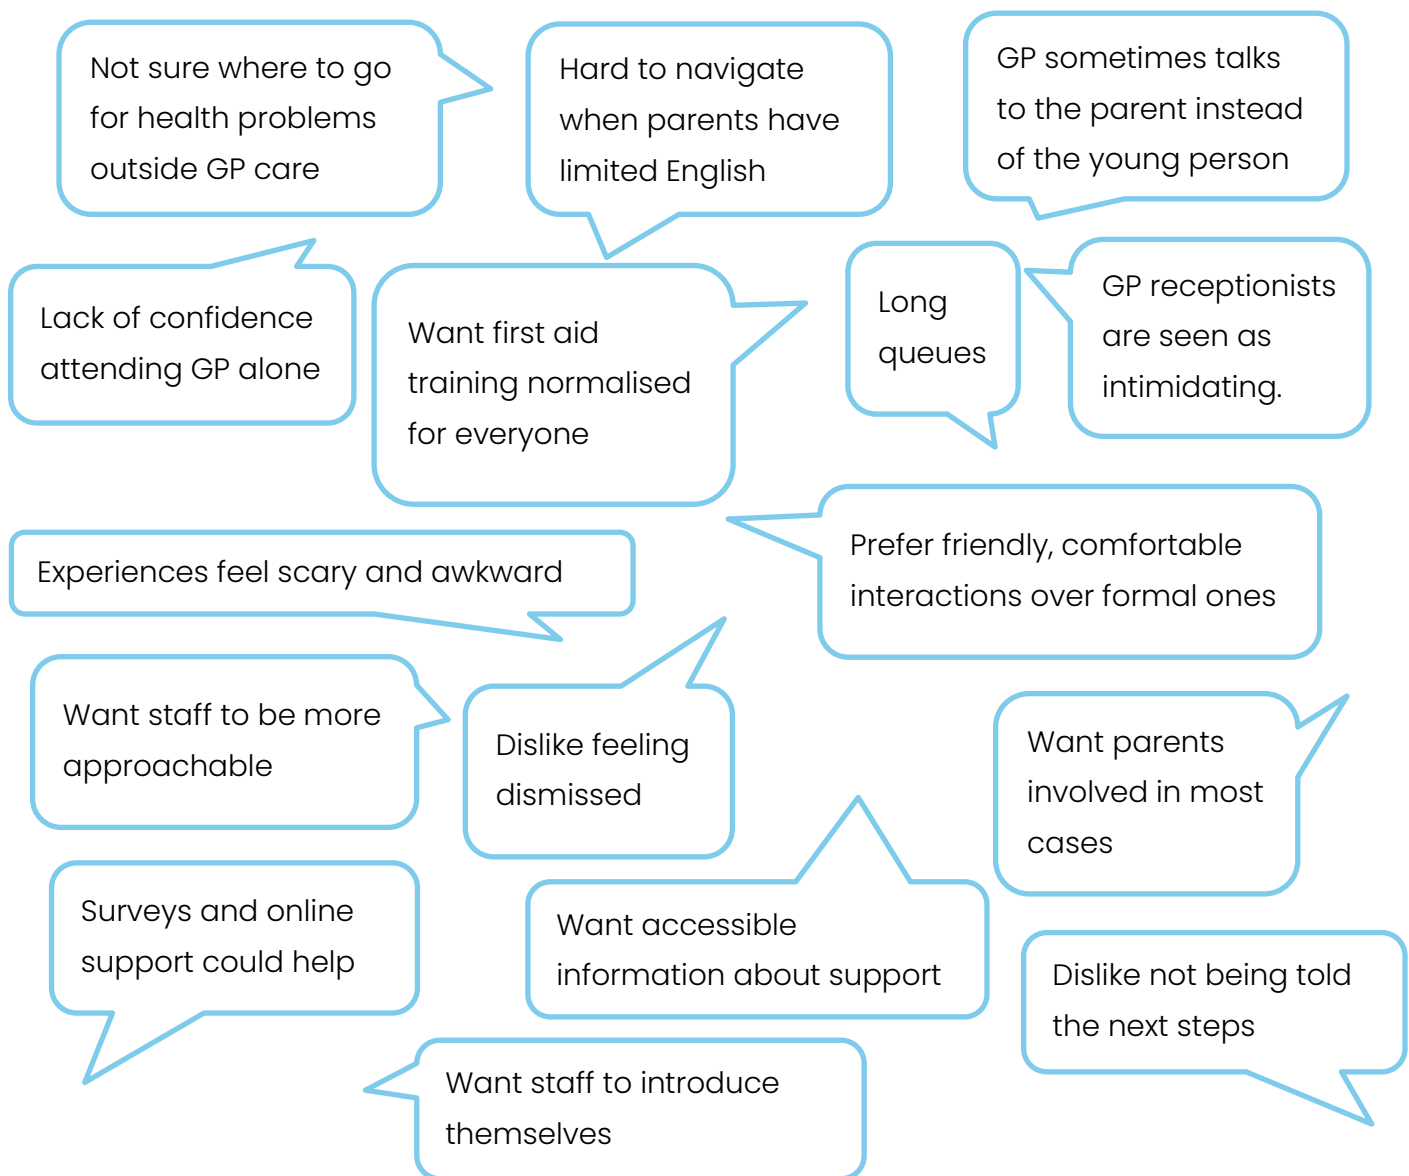 Not sure where to go
for health problems
outside GP care
Hard to navigate
when parents have
limited English
GP sometimes talks
to the parent instead
of the young person
Lack of confidence
attending GP alone
Want first aid
training normalised
for everyone
Long
queues
GP receptionists
are seen as
intimidating.
Experiences feel scary and awkward
Prefer friendly, comfortable
interactions over formal ones
Want staff to be more
approachable
Dislike feeling
dismissed
Want parents
involved in most
cases
Surveys and online
support could help
Want accessible
information about support
Dislike not being told
the next steps
Want staff to introduce
themselves